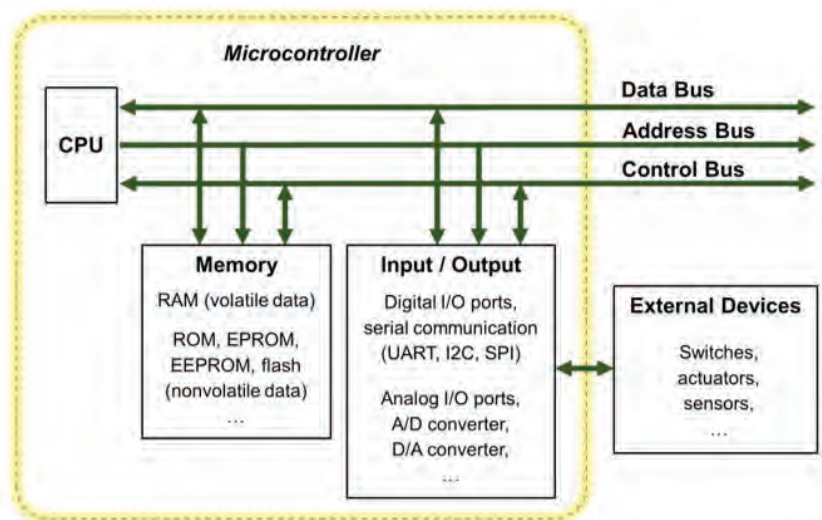 Microcontroller
CPU
Data Bus
Address Bus
Control Bus
Memory
RAM (volatile data)
ROM, EPROM,
EEPROM, flash
(nonvolatile data)
...
Input / Output
Digital I/O ports,
serial communication
(UART, I2C, SPI)
Analog I/O ports,
A/D converter,
D/A converter,
...
External Devices
Switches,
actuators,
sensors,
...